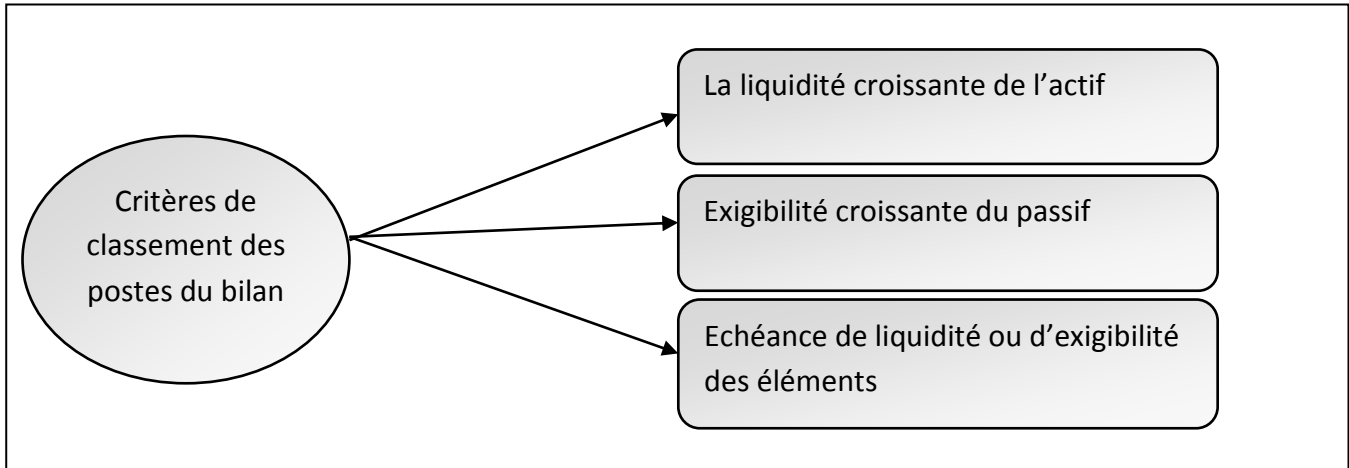 Critères de
classement des
postes du bilan
La liquidité croissante de l’actif
Exigibilité croissante du passif
Echéance de liquidité ou d’exigibilité
des éléments